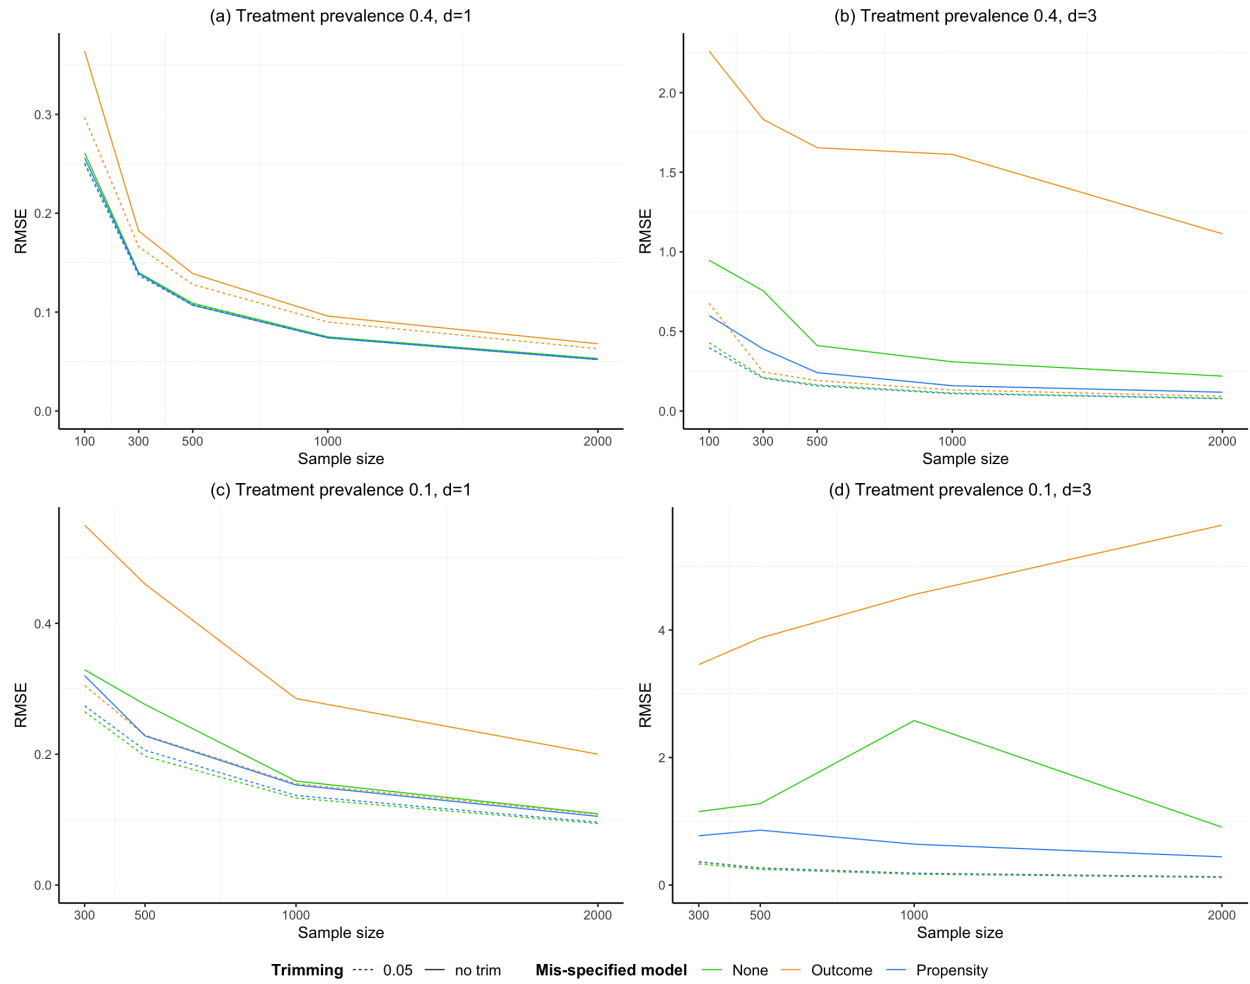 (a) Treatment prevalence 0.4, d=1
RMSE
0.3
0.2
0.1
0.0
100 300 500 1000 2000
Sample size
(b) Treatment prevalence 0.4, d=3
RMSE
2.0
1.5
1.0
0.5
0.0
100 300 500 1000 2000
Sample size
(c) Treatment prevalence 0.1, d=1
RMSE
0.4
0.2
0.0
300 500 1000 2000
Sample size
(d) Treatment prevalence 0.1, d=3
RMSE
4
2
0
300 500 1000 2000
Sample size
Trimming 0.05 no trim Mis-specified model None Outcome Propensity